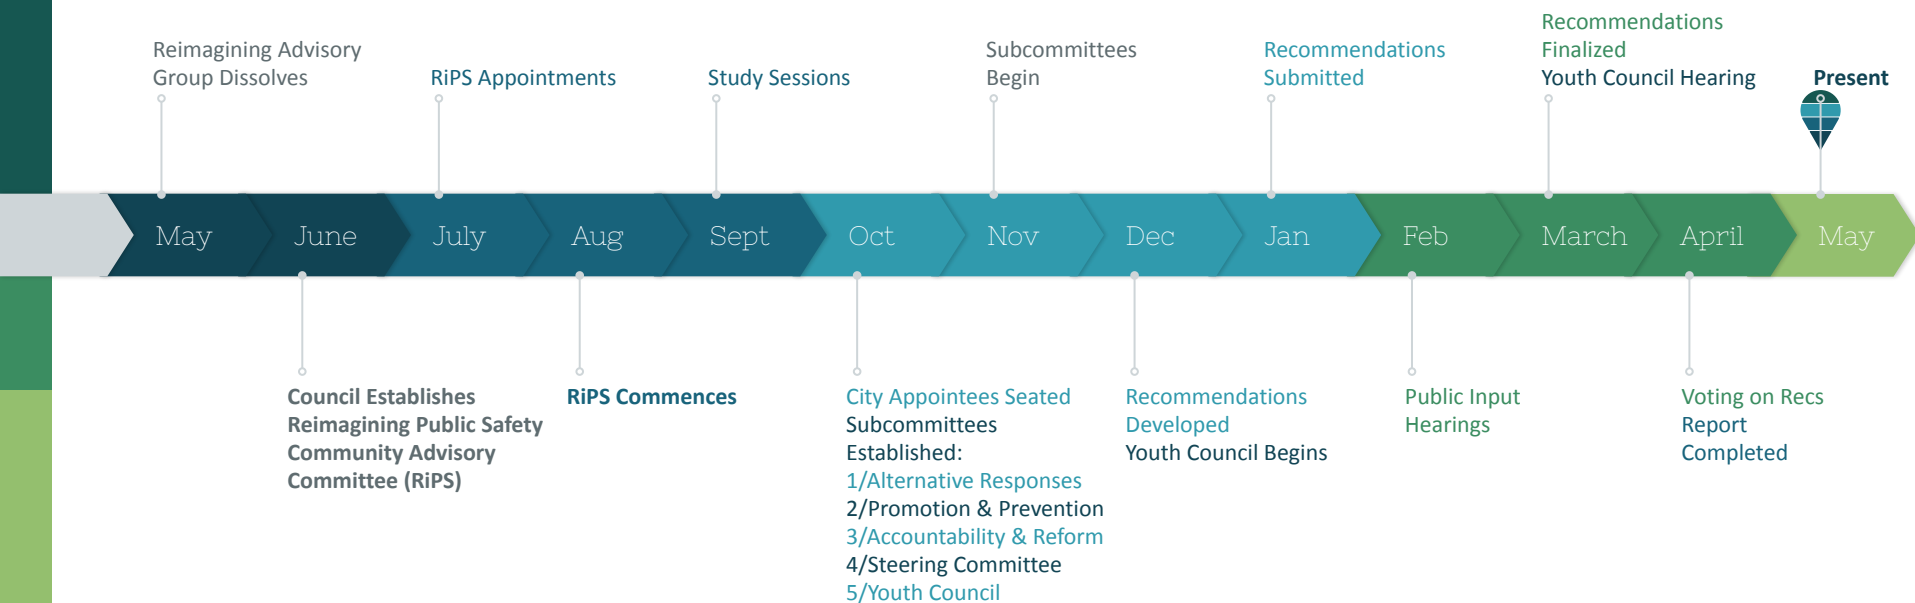 Reimagining Advisory
Group Dissolves
RiPS Appointments
Study Sessions
Subcommittees
Begin
Recommendations
Submitted
Recommendations
Finalized
Youth Council Hearing
Present
May
June
July
Aug
Sept
Oct
Nov
Dec
Jan
Feb
March
April
May
Council Establishes
Reimagining Public Safety
Community Advisory
Committee (RiPS)
RiPS Commences
City Appointees Seated
Subcommittees
Established:
1/Alternative Responses
2/Promotion & Prevention
3/Accountability & Reform
4/Steering Committee
5/Youth Council
Recommendations
Developed
Youth Council Begins
Public Input
Hearings
Voting on Recs
Report
Completed